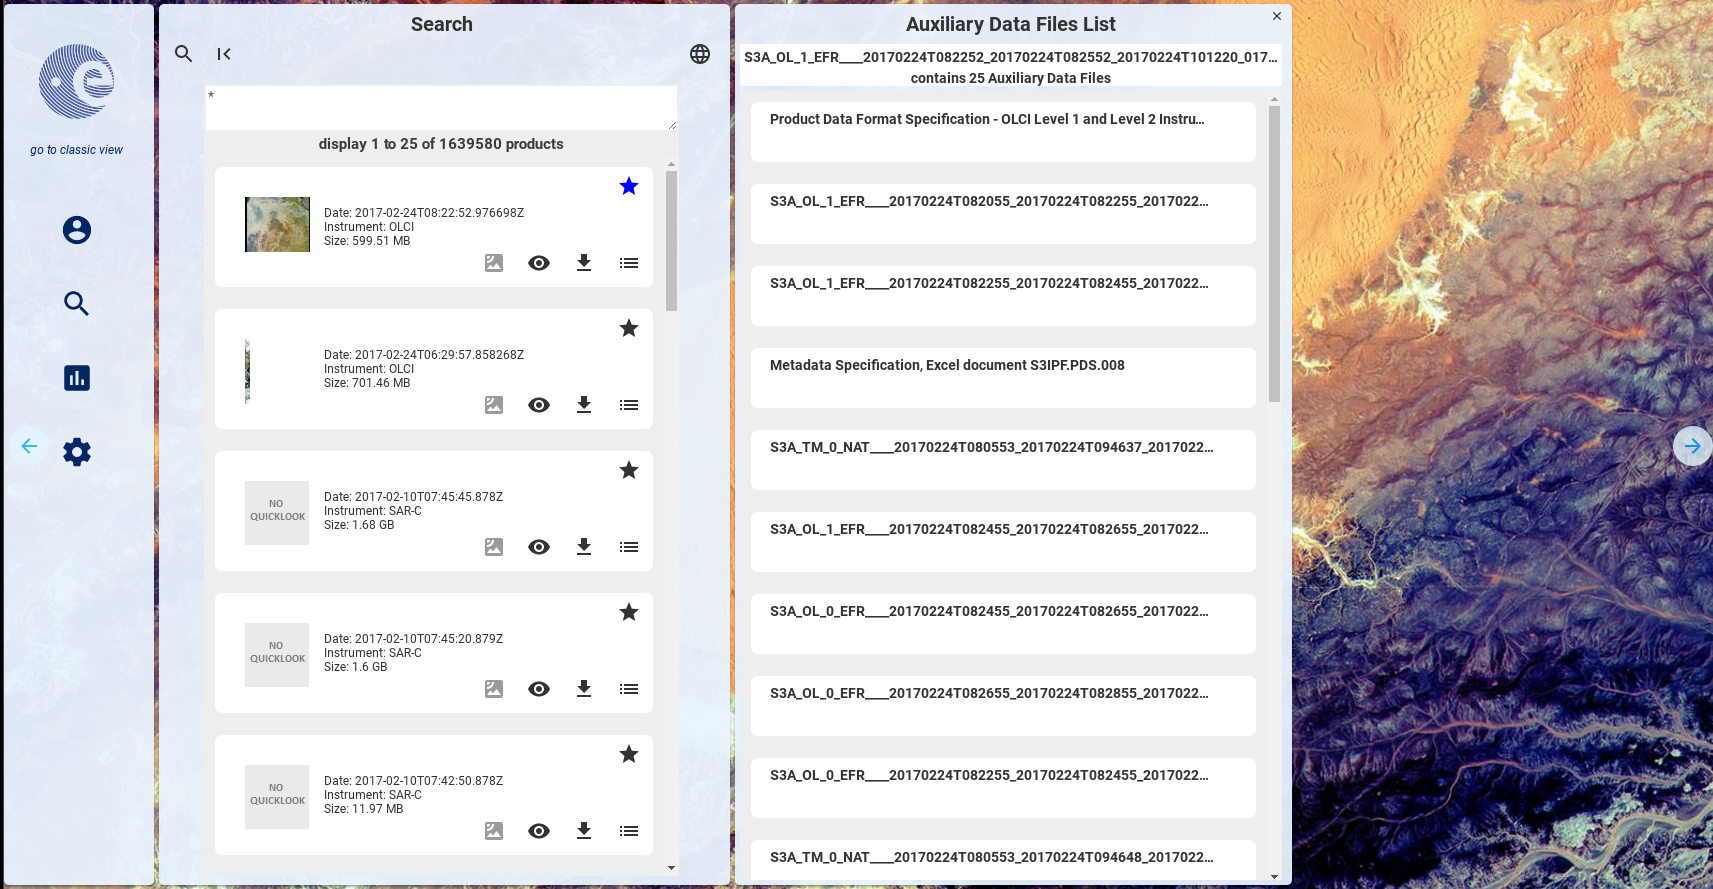 go to classic view
Search
*
display 1 to 25 of 1639580 products
Date: 2017-02-24T08:22:52.976698Z
Instrument: OLCI
Size: 599.51 MB
Date: 2017-02-24T06:29:57.858268Z
Instrument: OLCI
Size: 701.46 MB
NO
QUICKLOOK
Date: 2017-02-10T07:45:45.878Z
Instrument: SAR-C
Size: 1.68 GB
NO
QUICKLOOK
Date: 2017-02-10T07:45:20.879Z
Instrument: SAR-C
Size: 1.6 GB
NO
QUICKLOOK
Date: 2017-02-10T07:42:50.878Z
Instrument: SAR-C
Size: 11.97 MB
Auxiliary Data Files List
S3A_OL_1_EFR____20170224T082252_20170224T082552_20170224T101220_017...
contains 25 Auxiliary Data Files
Product Data Format Specification - OLCI Level 1 and Level 2 Instru...
S3A_OL_1_EFR____20170224T082055_20170224T082255_2017022...
S3A_OL_1_EFR____20170224T082255_20170224T082455_2017022...
Metadata Specification, Excel document S3IPF.PDS.008
S3A_TM_0_NAT____20170224T080553_20170224T094637_2017022...
S3A_OL_1_EFR____20170224T082455_20170224T082655_2017022...
S3A_OL_0_EFR____20170224T082455_20170224T082655_2017022...
S3A_OL_0_EFR____20170224T082655_20170224T082855_2017022...
S3A_OL_0_EFR____20170224T082255_20170224T082455_2017022...
S3A_TM_0_NAT____20170224T080553_20170224T094648_2017022...